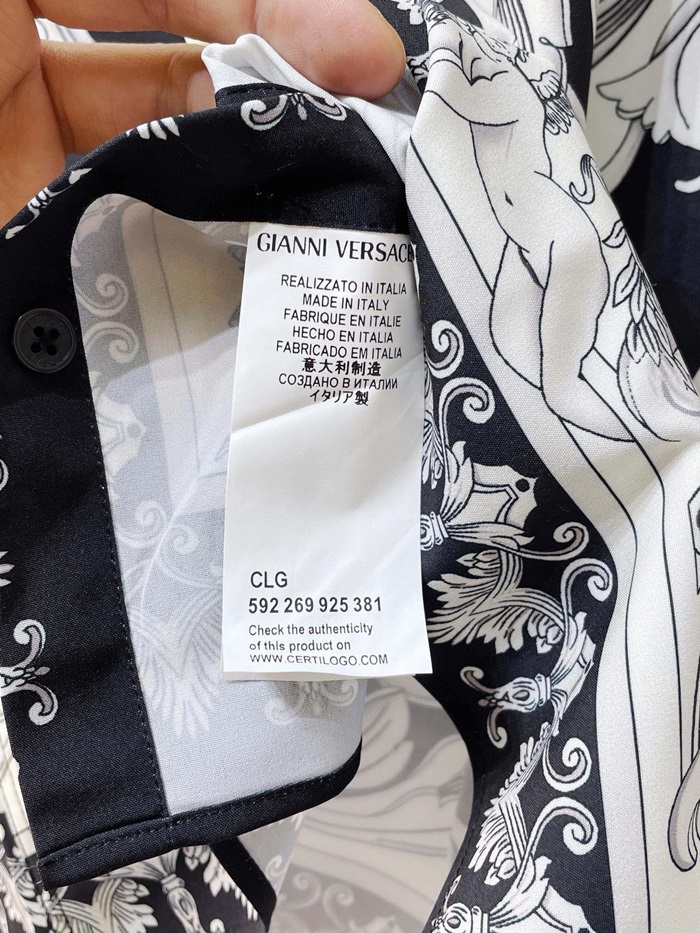 GIANNI VERSACE
REALIZZATO IN ITALIA
MADE IN ITALY
FABRIQUE EN ITALIE
HECHO EN ITALIA
FABRICADO EM ITALIA
意大利制造
СОЗДАНО В ИТАЛИИ
イタリア製
CLG
592 269 925 381
Check the authenticity
of this product on
WWW.CERTILOGO.COM